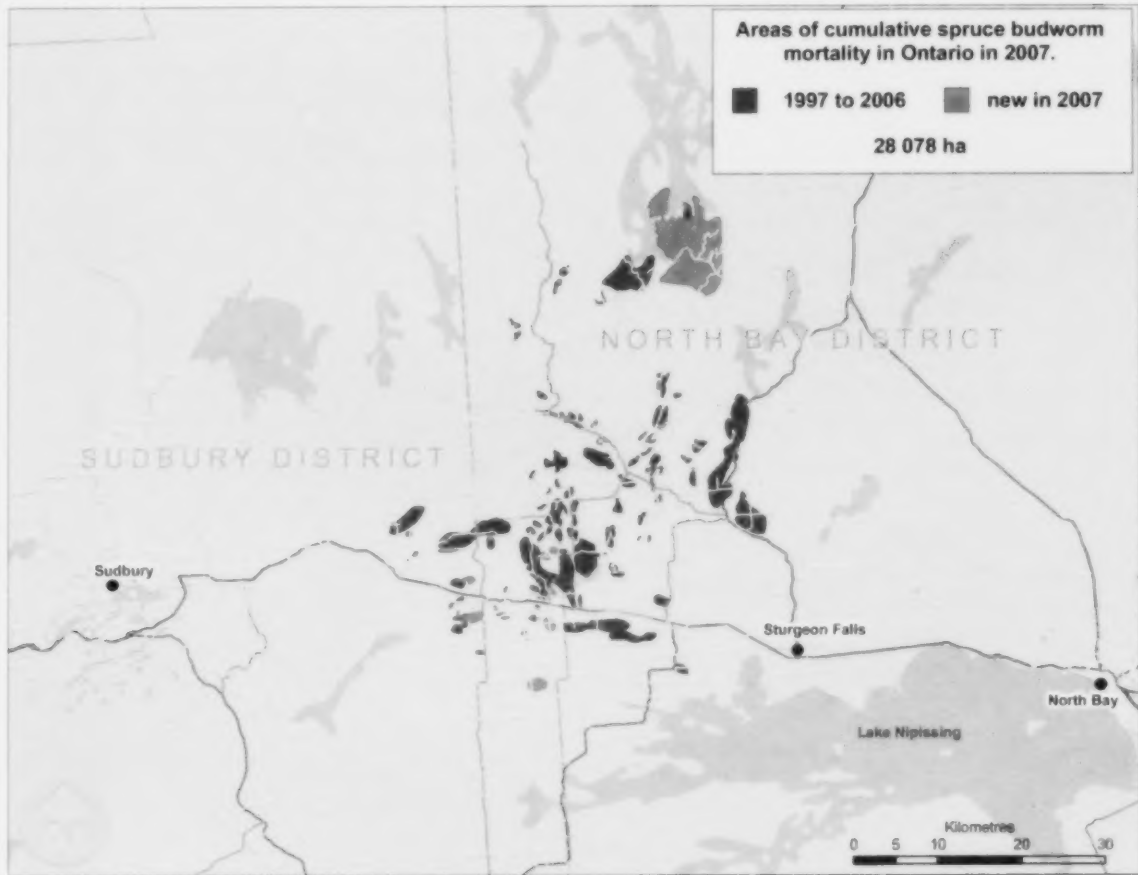 Areas of cumulative spruce budworm
mortality in Ontario in 2007.
1997 to 2006 new in 2007
28 078 ha
NORTH BAY DISTRICT
SUDBURY DISTRICT
Sudbury
Sturgeon Falls
North Bay
Lake Nipissing
Kilometres
0 5 10 20 30